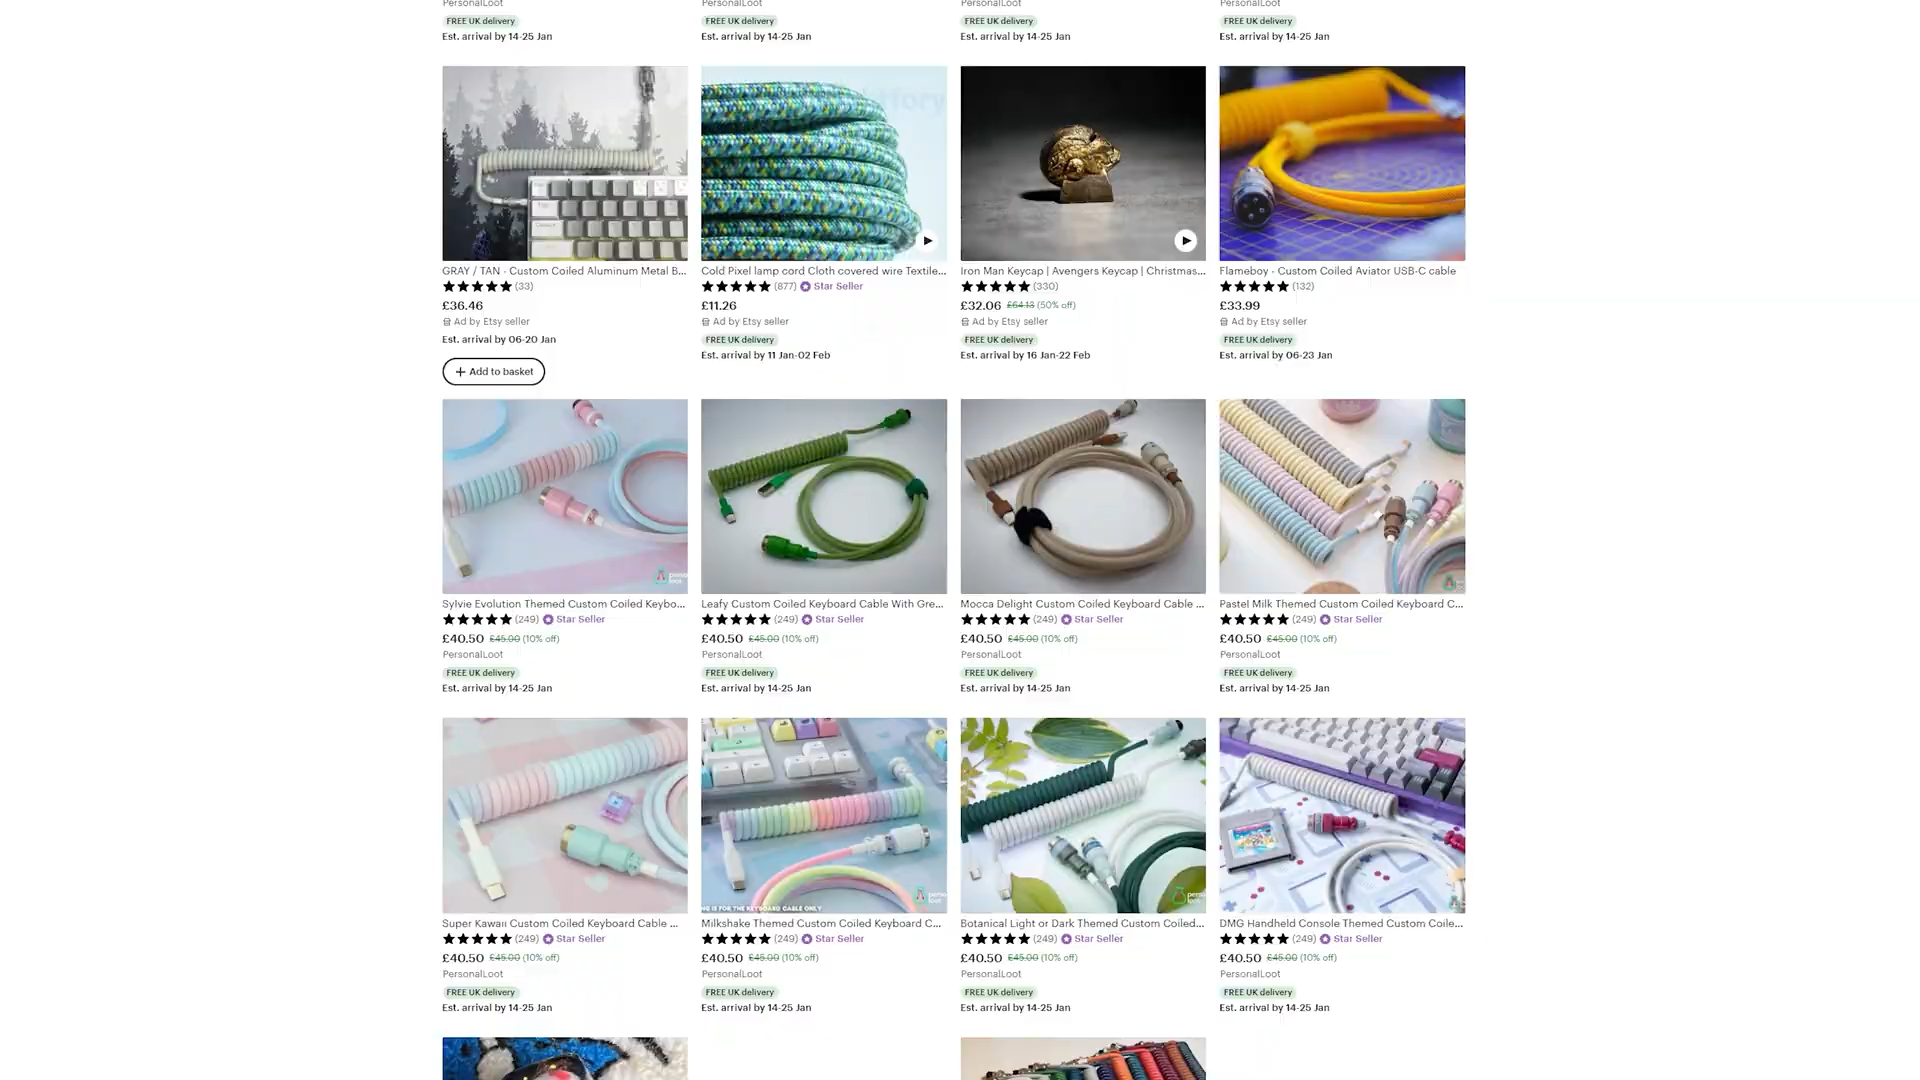 PersonalLoot
FREE UK delivery
Est. arrival by 14-25 Jan
PersonalLoot
FREE UK delivery
Est. arrival by 14-25 Jan
PersonalLoot
FREE UK delivery
Est. arrival by 14-25 Jan
PersonalLoot
FREE UK delivery
Est. arrival by 14-25 Jan
GRAY / TAN - Custom Coiled Aluminum Metal B...
(33)
£36.46
Ad by Etsy seller
Est. arrival by 06-20 Jan
+ Add to basket
Cold Pixel lamp cord Cloth covered wire Textile...
(877) Star Seller
£11.26
Ad by Etsy seller
FREE UK delivery
Est. arrival by 11 Jan-02 Feb
Iron Man Keycap | Avengers Keycap | Christmas...
(330)
£32.06 £64.13 (50% off)
Ad by Etsy seller
FREE UK delivery
Est. arrival by 16 Jan-22 Feb
Flameboy - Custom Coiled Aviator USB-C cable
(132)
£33.99
Ad by Etsy seller
FREE UK delivery
Est. arrival by 06-23 Jan
Sylvie Evolution Themed Custom Coiled Keybo...
(249) Star Seller
£40.50 £45.00 (10% off)
PersonalLoot
FREE UK delivery
Est. arrival by 14-25 Jan
Leafy Custom Coiled Keyboard Cable With Gre...
(249) Star Seller
£40.50 £45.00 (10% off)
PersonalLoot
FREE UK delivery
Est. arrival by 14-25 Jan
Mocca Delight Custom Coiled Keyboard Cable ...
(249) Star Seller
£40.50 £45.00 (10% off)
PersonalLoot
FREE UK delivery
Est. arrival by 14-25 Jan
Pastel Milk Themed Custom Coiled Keyboard C...
(249) Star Seller
£40.50 £45.00 (10% off)
PersonalLoot
FREE UK delivery
Est. arrival by 14-25 Jan
Super Kawaii Custom Coiled Keyboard Cable ...
(249) Star Seller
£40.50 £45.00 (10% off)
PersonalLoot
FREE UK delivery
Est. arrival by 14-25 Jan
IS FOR THE KEYBOARD CABLE ONLY
Milkshake Themed Custom Coiled Keyboard C...
(249) Star Seller
£40.50 £45.00 (10% off)
PersonalLoot
FREE UK delivery
Est. arrival by 14-25 Jan
Botanical Light or Dark Themed Custom Coiled...
(249) Star Seller
£40.50 £45.00 (10% off)
PersonalLoot
FREE UK delivery
Est. arrival by 14-25 Jan
DMG Handheld Console Themed Custom Coile...
(249) Star Seller
£40.50 £45.00 (10% off)
PersonalLoot
FREE UK delivery
Est. arrival by 14-25 Jan